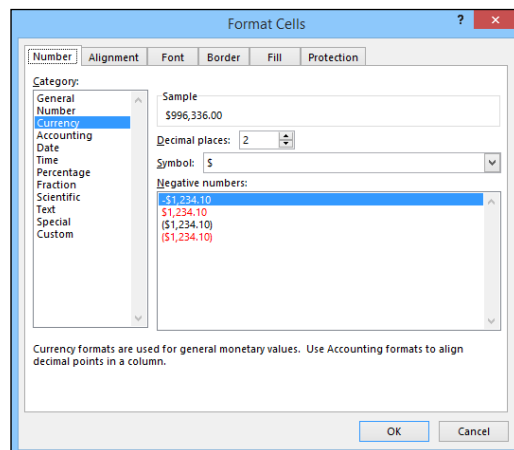 Format Cells
?
Number Alignment Font Border Fill Protection
Category:
General
Number
Currency
Accounting
Date
Time
Percentage
Fraction
Scientific
Text
Special
Custom
Sample
$996,336.00
Decimal places: 2
Symbol: $
Negative numbers:
-$1,234.10
$1,234.10
($1,234.10)
($1,234.10)
Currency formats are used for general monetary values. Use Accounting formats to align
decimal points in a column.
OK Cancel